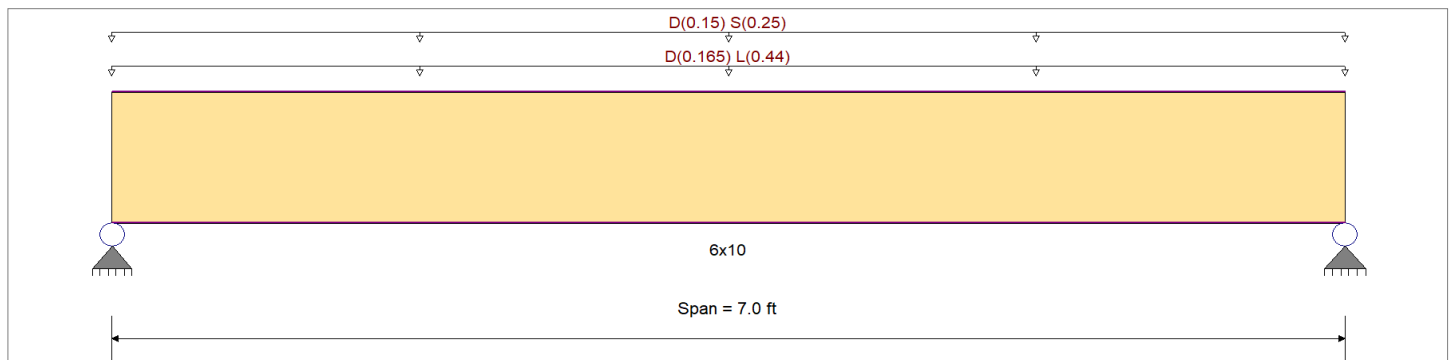 D(0.15) S(0.25)
D(0.165) L(0.44)
6x10
Span = 7.0 ft